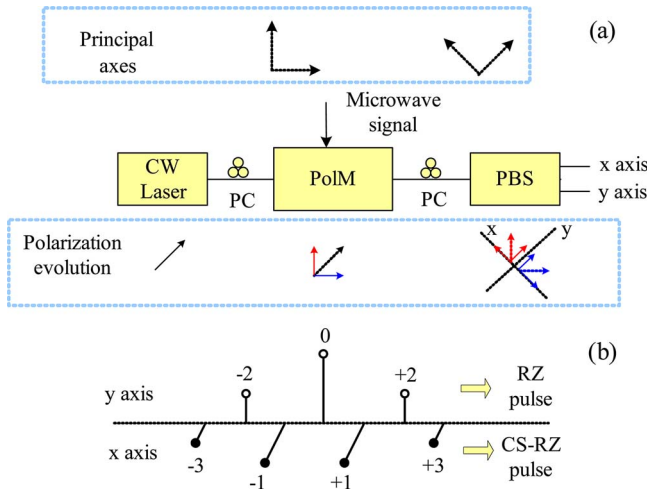 Principal
axes
(a)
Microwave
signal
CW
Laser
PC
PolM
PC
PBS
x axis
y axis
Polarization
evolution
x
y
(b)
0
-2
+2
y axis
RZ
pulse
x axis
-3
-1
+1
+3
CS-RZ
pulse